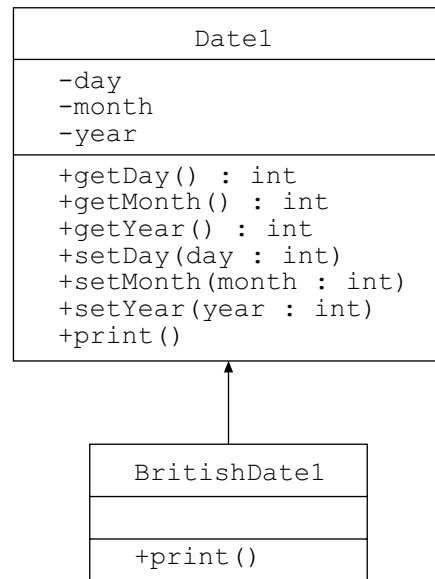 Date1
-day
-month
-year
+getDay() : int
+getMonth() : int
+getYear() : int
+setDay(day : int)
+setMonth(month : int)
+setYear(year : int)
+print()
BritishDate1
+print()